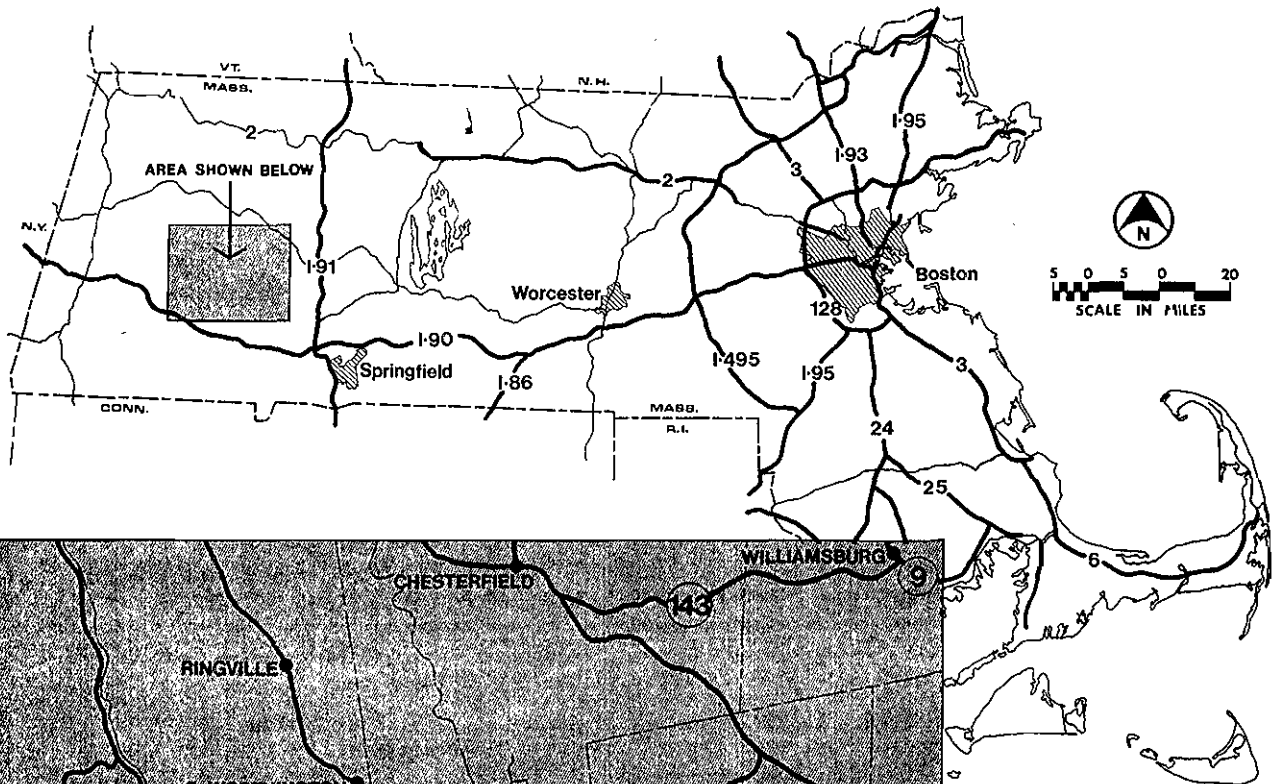 VT.
MASS.
N.H.
2
I-95
I-93
3
AREA SHOWN BELOW
2
N.Y.
N
I-91
Boston
5 0 5 0 20
SCALE IN MILES
Worcester
128
I-90
I-495
I-95
3
Springfield
I-86
CONN.
MASS.
R.I.
24
25
6
WILLIAMSBURG
9
CHESTERFIELD
143
RINGVILLE